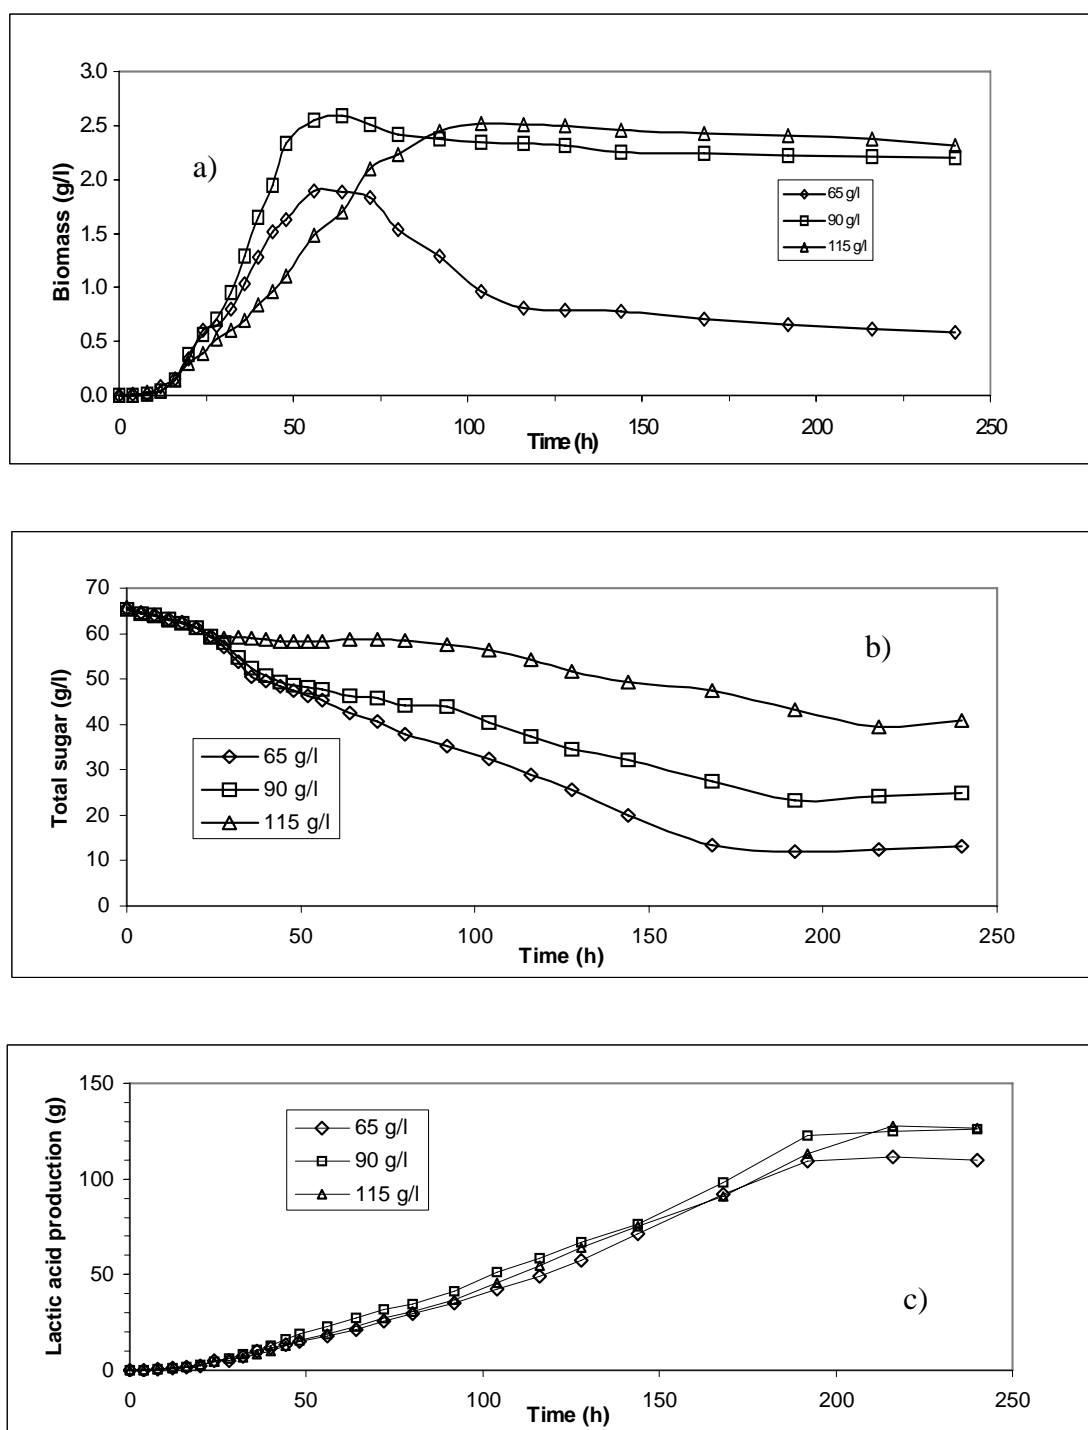 3.0
2.5
2.0
1.5
1.0
0.5
0.0
Biomass (g/l)
a)
65 g/l
90 g/l
115 g/l
0 50 100 150 200 250
Time (h)
70
60
50
40
30
20
10
0
Total sugar (g/l)
b)
65 g/l
90 g/l
115 g/l
0 50 100 150 200 250
Time (h)
150
100
50
0
Lactic acid production (g)
65 g/l
90 g/l
115 g/l
c)
0 50 100 150 200 250
Time (h)